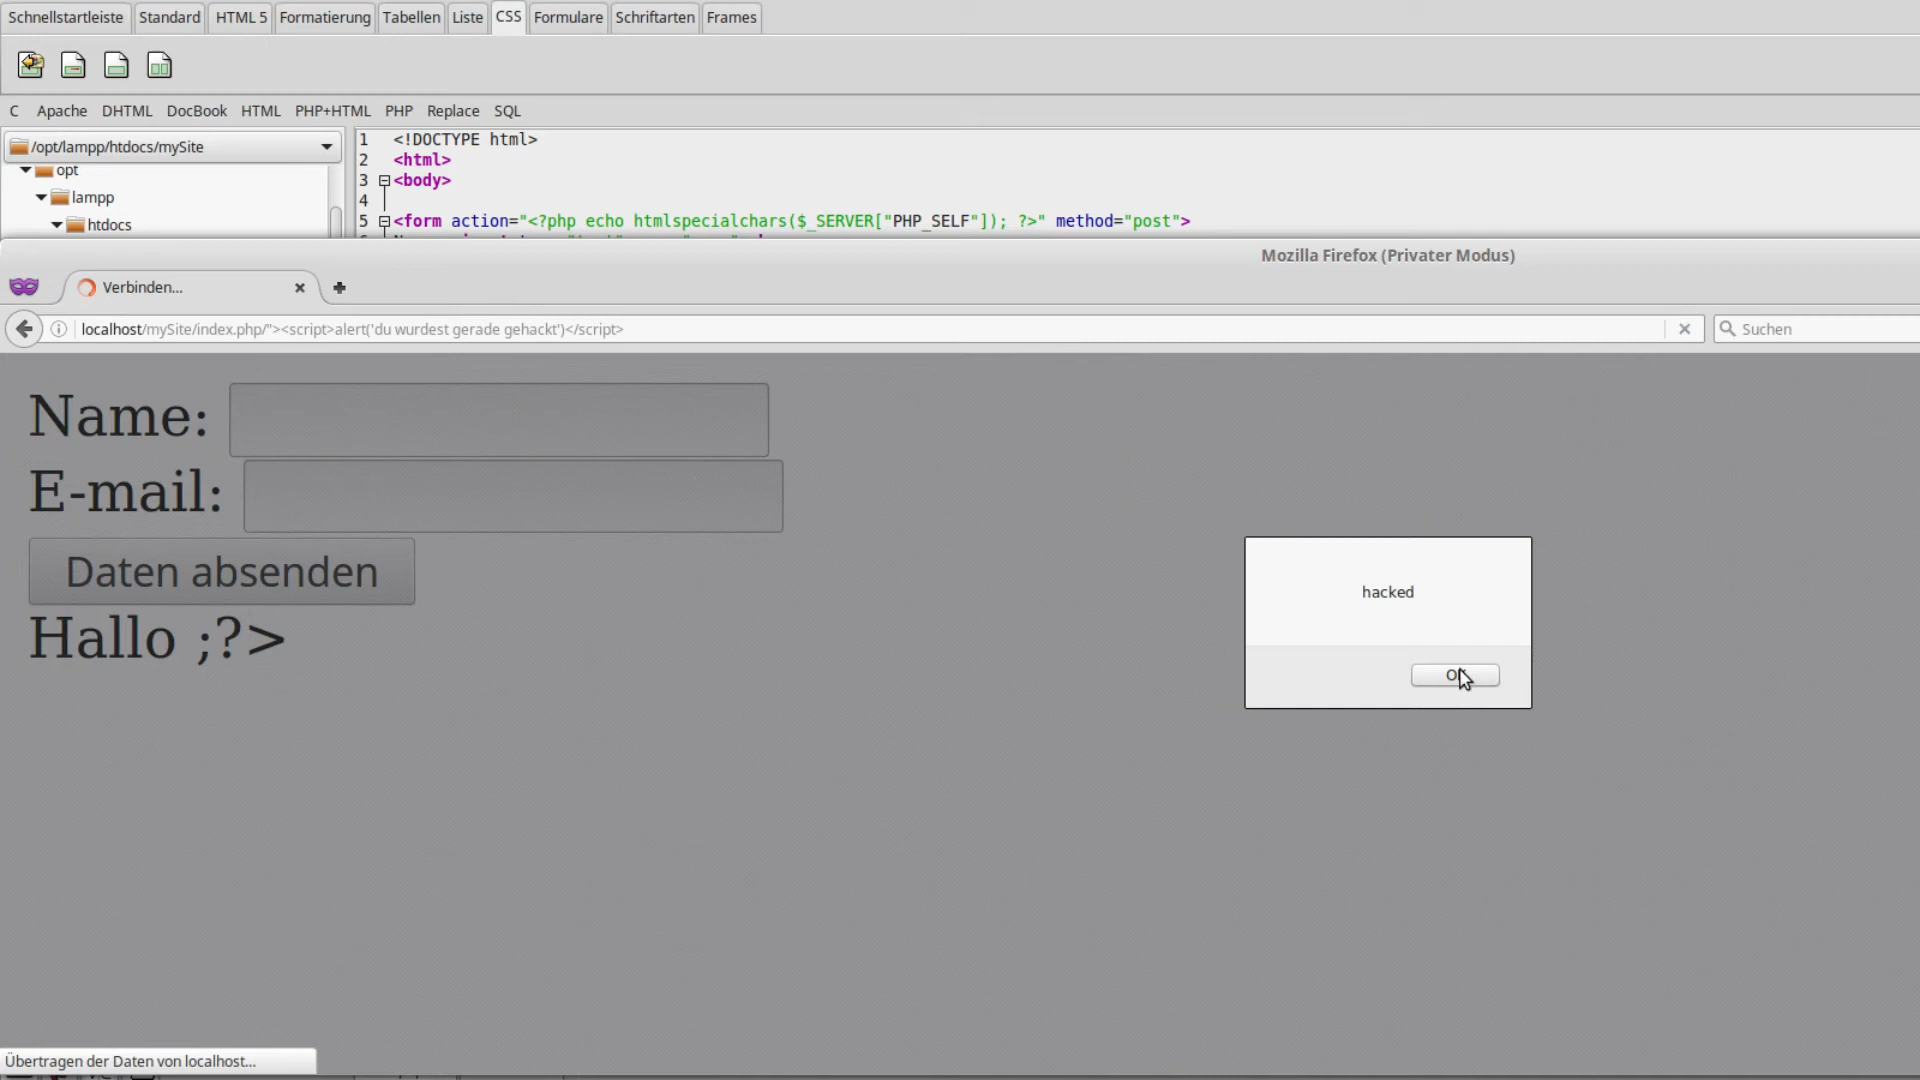 Schnellstartleiste Standard HTML 5 Formatierung Tabellen Liste CSS Formulare Schriftarten Frames
C Apache DHTML DocBook HTML PHP+HTML PHP Replace SQL
/opt/lampp/htdocs/mySite
opt
lampp
htdocs
1 <!DOCTYPE html>
2 <html>
3 <body>
4
5 <form action="<?php echo htmlspecialchars($_SERVER["PHP_SELF"]); ?>" method="post">
Mozilla Firefox (Privater Modus)
Verbinden...
localhost/mySite/index.php/"><script>alert('du wurdest gerade gehackt')</script>
Suchen
Name:
E-mail:
Daten absenden
Hallo ;?>
hacked
Übertragen der Daten von localhost...